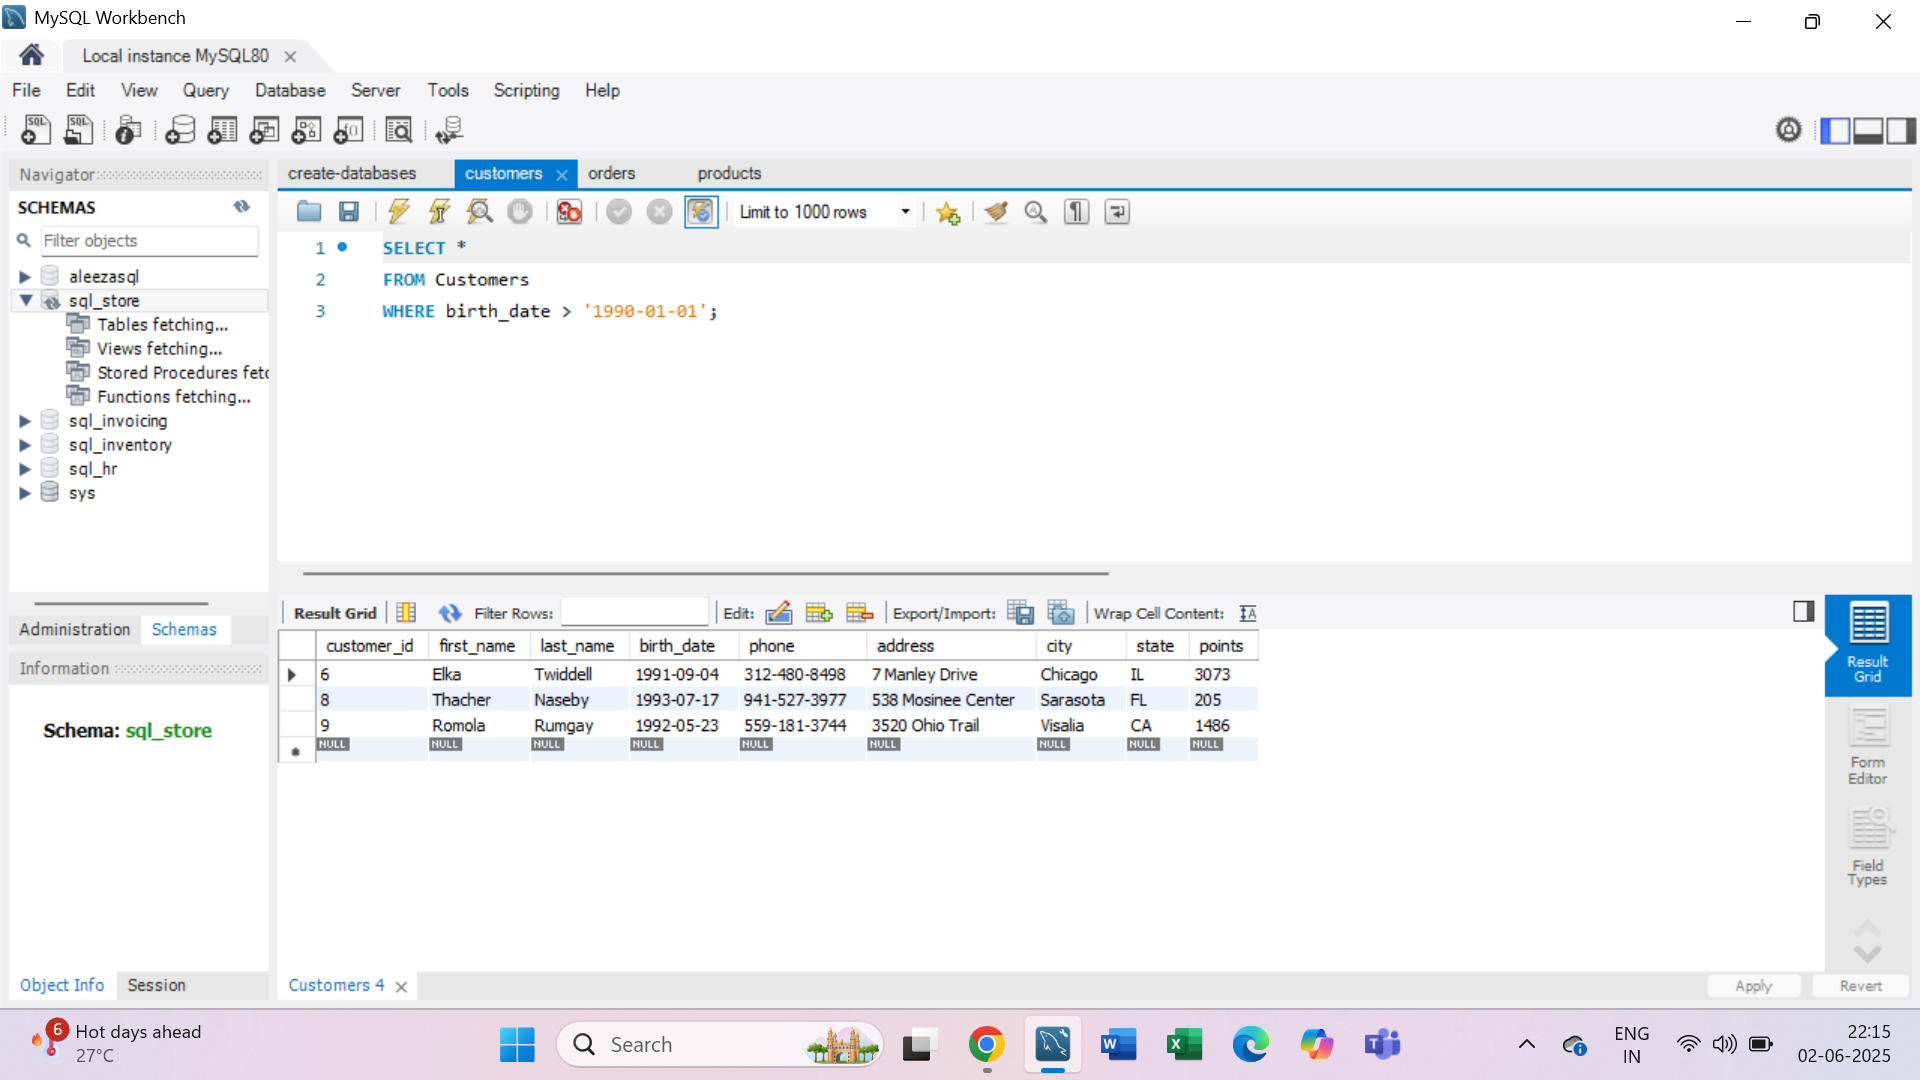 MySQL Workbench
Local instance MySQL80
File Edit View Query Database Server Tools Scripting Help
Navigator
SCHEMAS
Filter objects
aleezasql
sql_store
Tables fetching...
Views fetching...
Stored Procedures fetc
Functions fetching...
sql_invoicing
sql_inventory
sql_hr
sys
Administration Schemas
Information
Schema: sql_store
Object Info Session
create-databases customers orders products
Limit to 1000 rows
1 SELECT *
2 FROM Customers
3 WHERE birth_date > '1990-01-01';
Result Grid Filter Rows: Edit: Export/Import: Wrap Cell Content:
customer_id first_name last_name birth_date phone address city state points
6 Elka Twiddell 1991-09-04 312-480-8498 7 Manley Drive Chicago IL 3073
8 Thacher Naseby 1993-07-17 941-527-3977 538 Mosinee Center Sarasota FL 205
9 Romola Rumgay 1992-05-23 559-181-3744 3520 Ohio Trail Visalia CA 1486
NULL NULL NULL NULL NULL NULL NULL NULL NULL
Result
Grid
Form
Editor
Field
Types
Customers 4
Apply Revert
6
Hot days ahead
27°C
Search
ENG
IN
22:15
02-06-2025